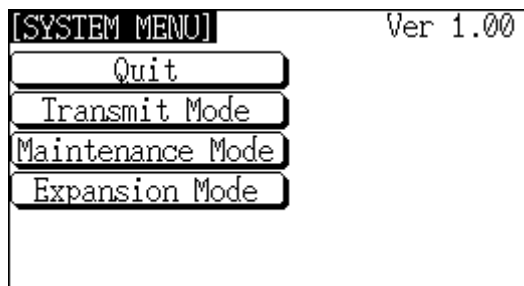 [SYSTEM MENU] Ver 1.00
Quit
Transmit Mode
Maintenance Mode
Expansion Mode